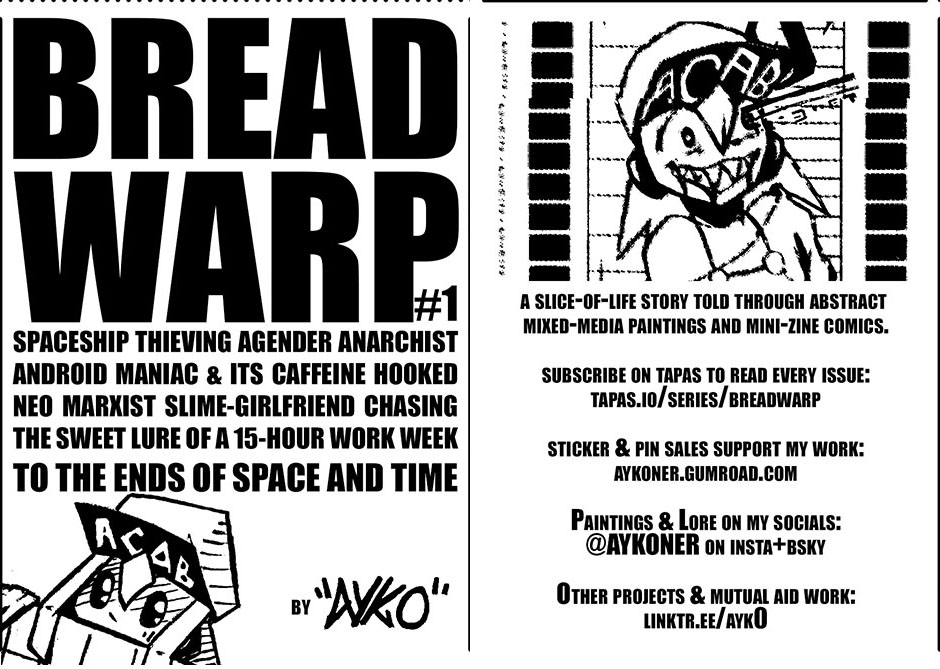 BREAD
WARP
#1
SPACESHIP THIEVING AGENDER ANARCHIST
ANDROID MANIAC & ITS CAFFEINE HOOKED
NEO MARXIST SLIME-GIRLFRIEND CHASING
THE SWEET LURE OF A 15-HOUR WORK WEEK
TO THE ENDS OF SPACE AND TIME
ACAB
BY "AYKO"
ACAB
A SLICE-OF-LIFE STORY TOLD THROUGH ABSTRACT
MIXED-MEDIA PAINTINGS AND MINI-ZINE COMICS.
SUBSCRIBE ON TAPAS TO READ EVERY ISSUE:
TAPAS.IO/SERIES/BREADWARP
STICKER & PIN SALES SUPPORT MY WORK:
AYKONER.GUMROAD.COM
PAINTINGS & LORE ON MY SOCIALS:
@AYKONER ON INSTA+BSKY
OTHER PROJECTS & MUTUAL AID WORK:
LINKTR.EE/AYK0